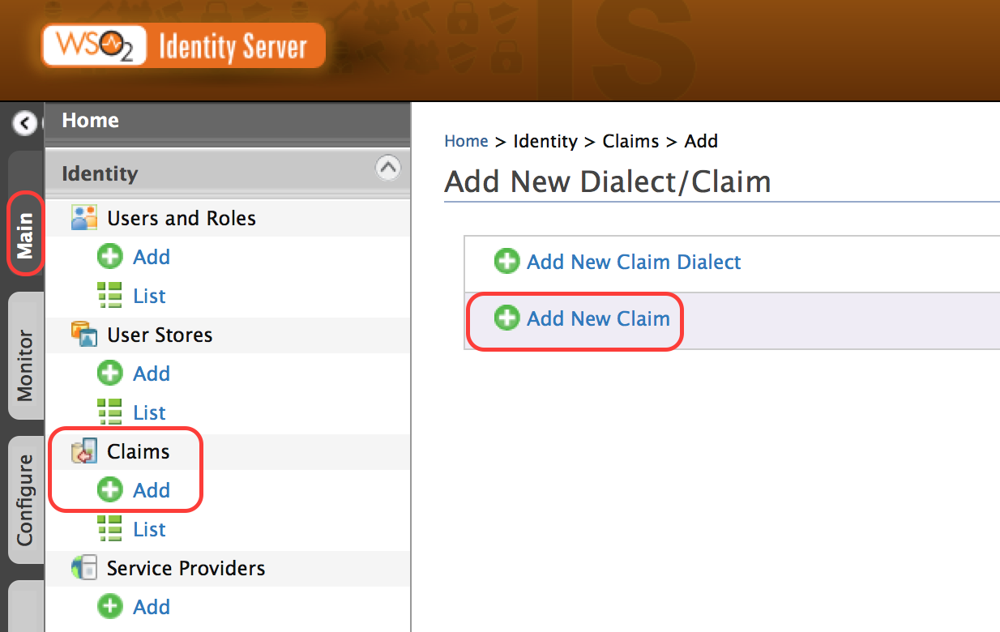 WSO2 Identity Server
IS
Home
Identity
Users and Roles
Add
List
User Stores
Add
List
Claims
Add
List
Service Providers
Add
Main
Monitor
Configure
Home > Identity > Claims > Add
Add New Dialect/Claim
Add New Claim Dialect
Add New Claim